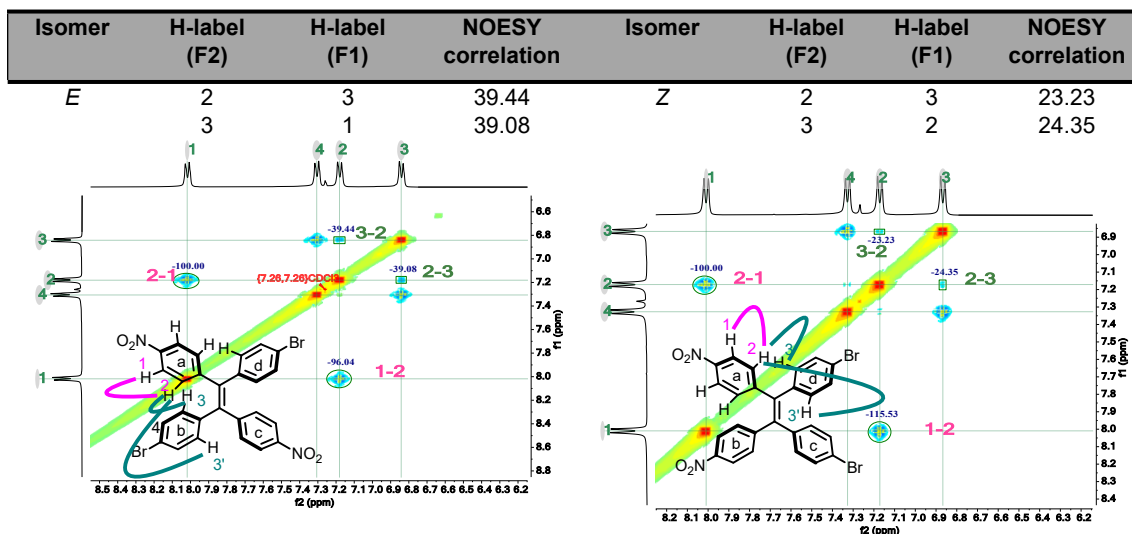 Isomer H-label (F2) H-label (F1) NOESY correlation Isomer H-label (F2) H-label (F1) NOESY correlation
E 2 3 39.44 Z 2 3 23.23
3 1 39.08 3 2 24.35
1 4 2 3
3
2
4
1
-39.44 3-2
-100.00
2-1
{7.26,7.26}CDCl3
-39.08 2-3
-96.04
1-2
O2N
H
H
H
Br
a
d
H
1
2
H
H
3
4
b
c
Br
H
NO2
3'
6.6
6.8
7.0
7.2
7.4
7.6
7.8
8.0
8.2
8.4
8.6
8.8
f1 (ppm)
8.5 8.4 8.3 8.2 8.1 8.0 7.9 7.8 7.7 7.6 7.5 7.4 7.3 7.2 7.1 7.0 6.9 6.8 6.7 6.6 6.5 6.4 6.3 6.2
f2 (ppm)
1 4 2 3
3
2
4
1
-23.23
3-2
-100.00
2-1
-24.35 2-3
-115.53
1-2
1
H
2
H
3
H
O2N
H
a
H
Br
d
3'
H
b
c
O2N
Br
6.9
7.0
7.1
7.2
7.3
7.4
7.5
7.6
7.7
7.8
7.9
8.0
8.1
8.2
8.3
8.4
f1 (ppm)
8.2 8.1 8.0 7.9 7.8 7.7 7.6 7.5 7.4 7.3 7.2 7.1 7.0 6.9 6.8 6.7 6.6 6.5 6.4 6.3 6.2
f2 (ppm)